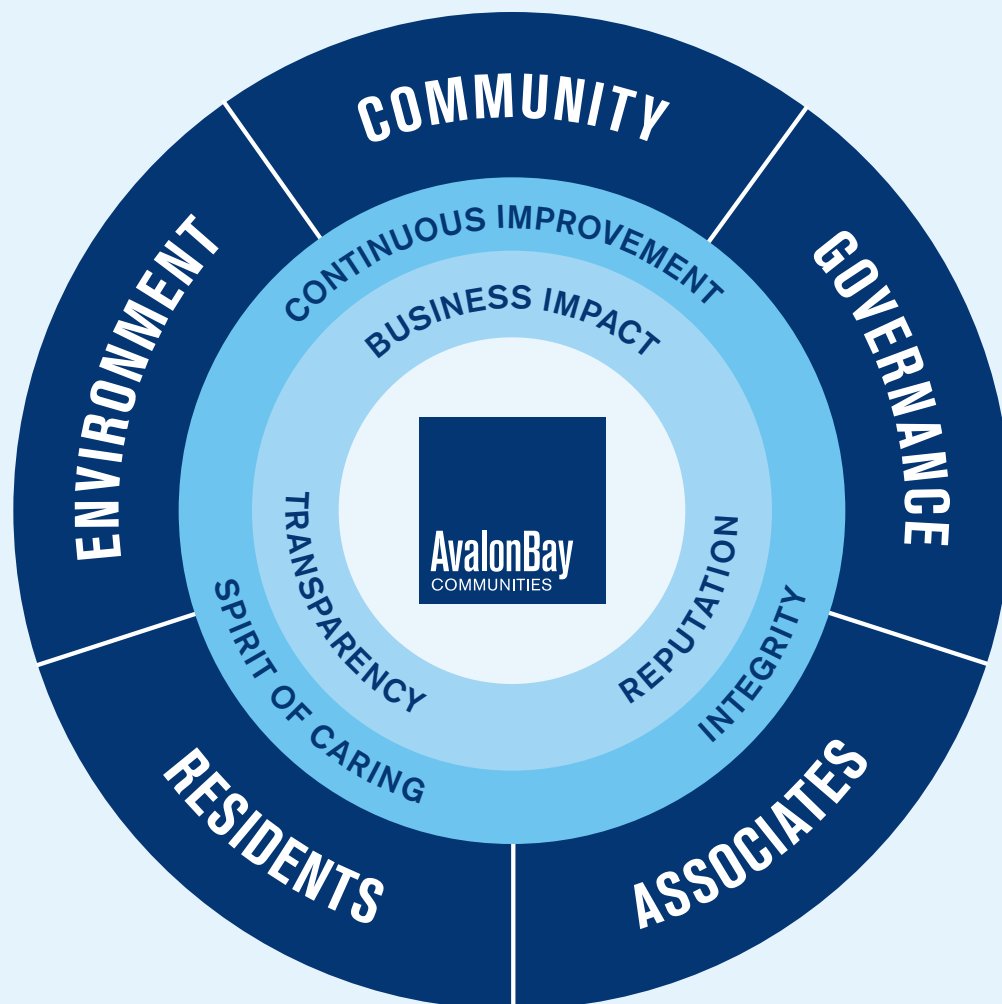 COMMUNITY
GOVERNANCE
ASSOCIATES
RESIDENTS
ENVIRONMENT
CONTINUOUS IMPROVEMENT
INTEGRITY
SPIRIT OF CARING
BUSINESS IMPACT
REPUTATION
TRANSPARENCY
AvalonBay
COMMUNITIES